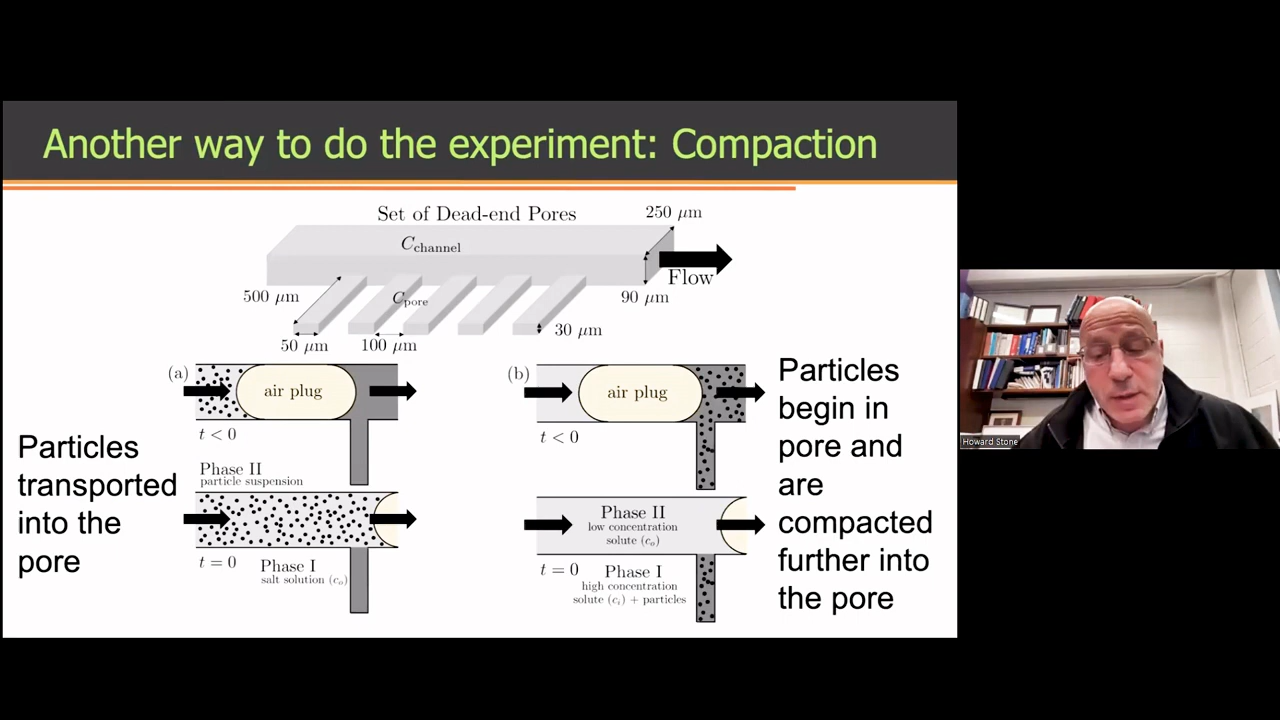 Another way to do the experiment: Compaction
Set of Dead-end Pores
250 μm
C_channel
Flow
500 μm
C_pore
90 μm
30 μm
50 μm
100 μm
(a)
air plug
t < 0
Particles
transported
into the
pore
Phase II
particle suspension
t = 0
Phase I
salt solution (c_o)
(b)
air plug
t < 0
Phase II
low concentration
solute (c_o)
t = 0
Phase I
high concentration
solute (c_i) + particles
Particles
begin in
pore and
are
compacted
further into
the pore
Howard Stone